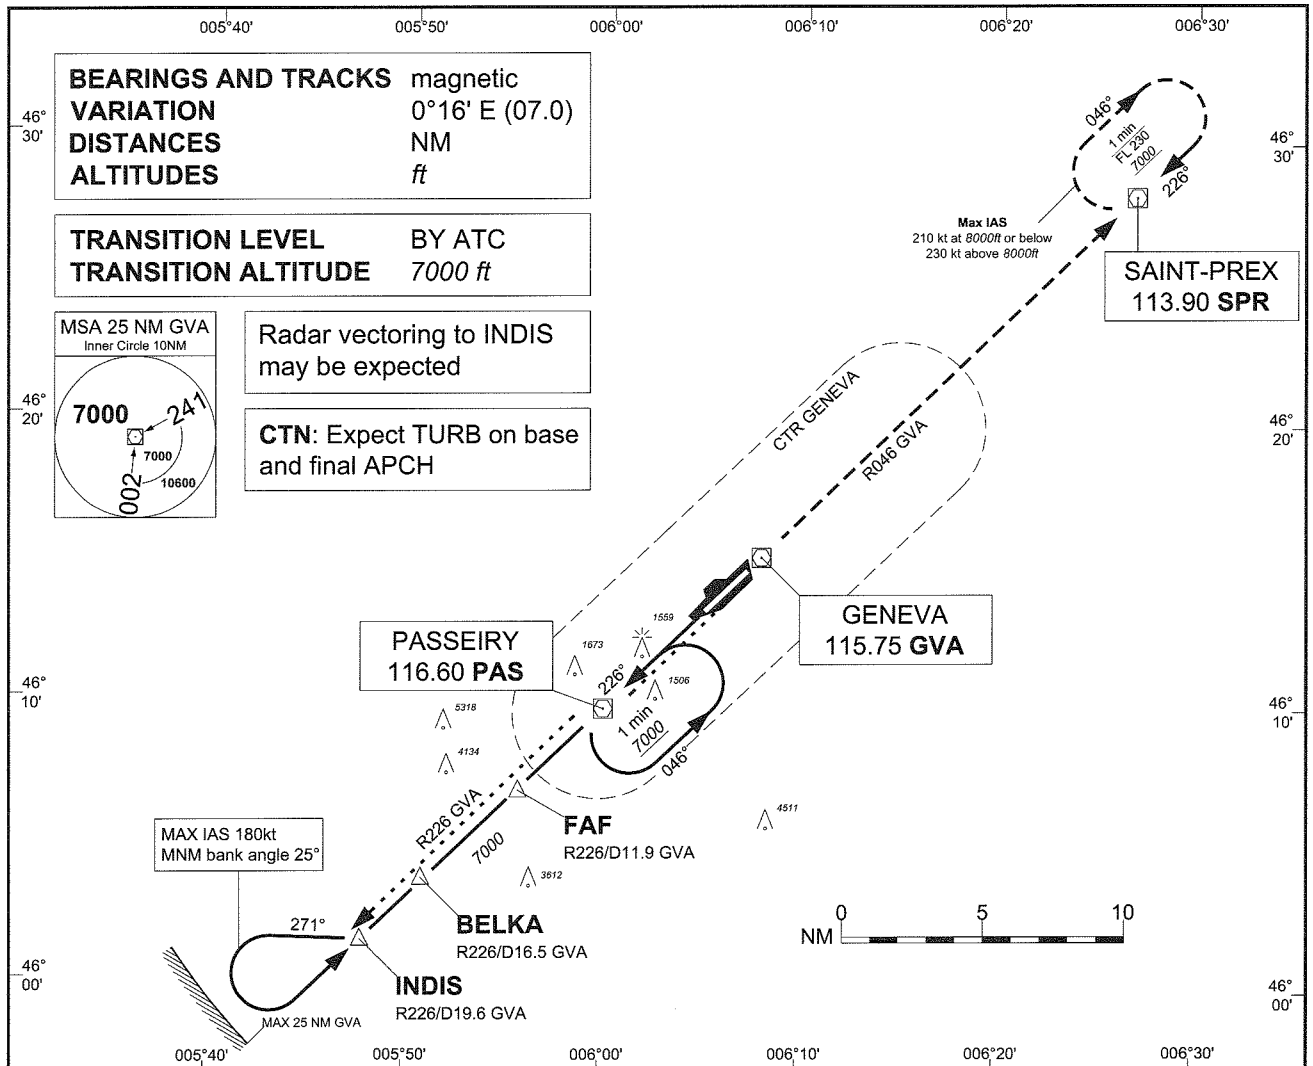 005°40' 005°50' 006°00' 006°10' 006°20' 006°30'
BEARINGS AND TRACKS magnetic
VARIATION 0°16' E (07.0)
DISTANCES NM
ALTITUDES ft
46°
30'
46°
30'
TRANSITION LEVEL BY ATC
TRANSITION ALTITUDE 7000 ft
MSA 25 NM GVA
Inner Circle 10NM
7000
241
7000
10600
002
Radar vectoring to INDIS
may be expected
CTN: Expect TURB on base
and final APCH
046°
1 min
FL 230
7000
226°
Max IAS
210 kt at 8000ft or below
230 kt above 8000ft
SAINT-PREX
113.90 SPR
46°
20'
46°
20'
CTR GENEVA
R046 GVA
GENEVA
115.75 GVA
PASSEIRY
116.60 PAS
1559
1673
1506
226°
1 min
7000
046°
46°
10'
46°
10'
5318
4134
4511
3612
R226 GVA
7000
FAF
R226/D11.9 GVA
MAX IAS 180kt
MNM bank angle 25°
BELKA
R226/D16.5 GVA
271°
INDIS
R226/D19.6 GVA
MAX 25 NM GVA
0 5 10
NM
46°
00'
46°
00'
005°40' 005°50' 006°00' 006°10' 006°20' 006°30'